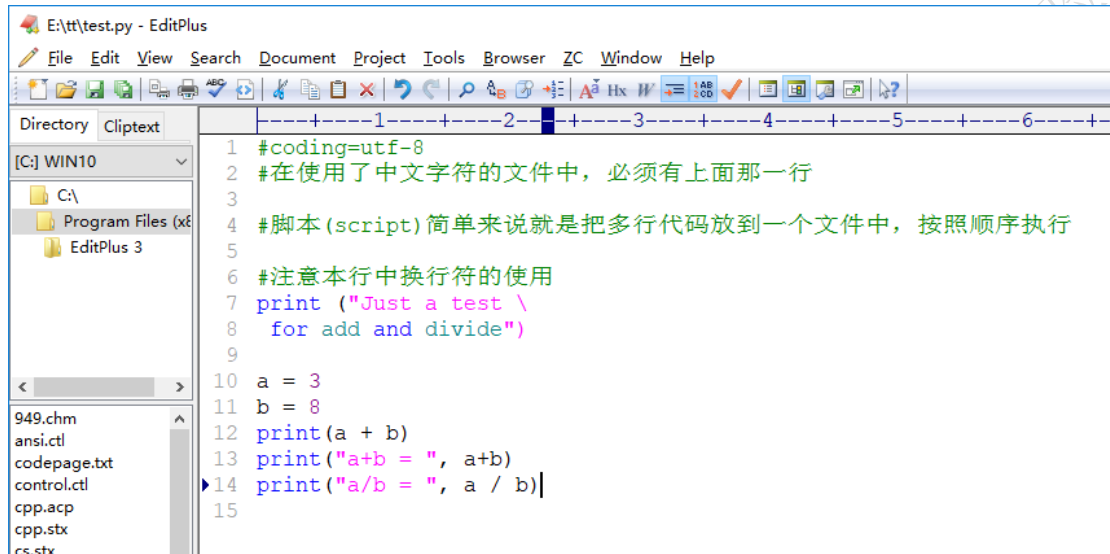 E:\tt\test.py - EditPlus
File Edit View Search Document Project Tools Browser ZC Window Help
Directory Cliptext
[C:] WIN10
C:\
Program Files (x8
EditPlus 3
949.chm
ansi.ctl
codepage.txt
control.ctl
cpp.acp
cpp.stx
cs.stx
----+----1----+----2----+----3----+----4----+----5----+----6----+-
1 #coding=utf-8
2 #在使用了中文字符的文件中，必须有上面那一行
3
4 #脚本(script)简单来说就是把多行代码放到一个文件中，按照顺序执行
5
6 #注意本行中换行符的使用
7 print ("Just a test \
8  for add and divide")
9
10 a = 3
11 b = 8
12 print(a + b)
13 print("a+b = ", a+b)
14 print("a/b = ", a / b)
15